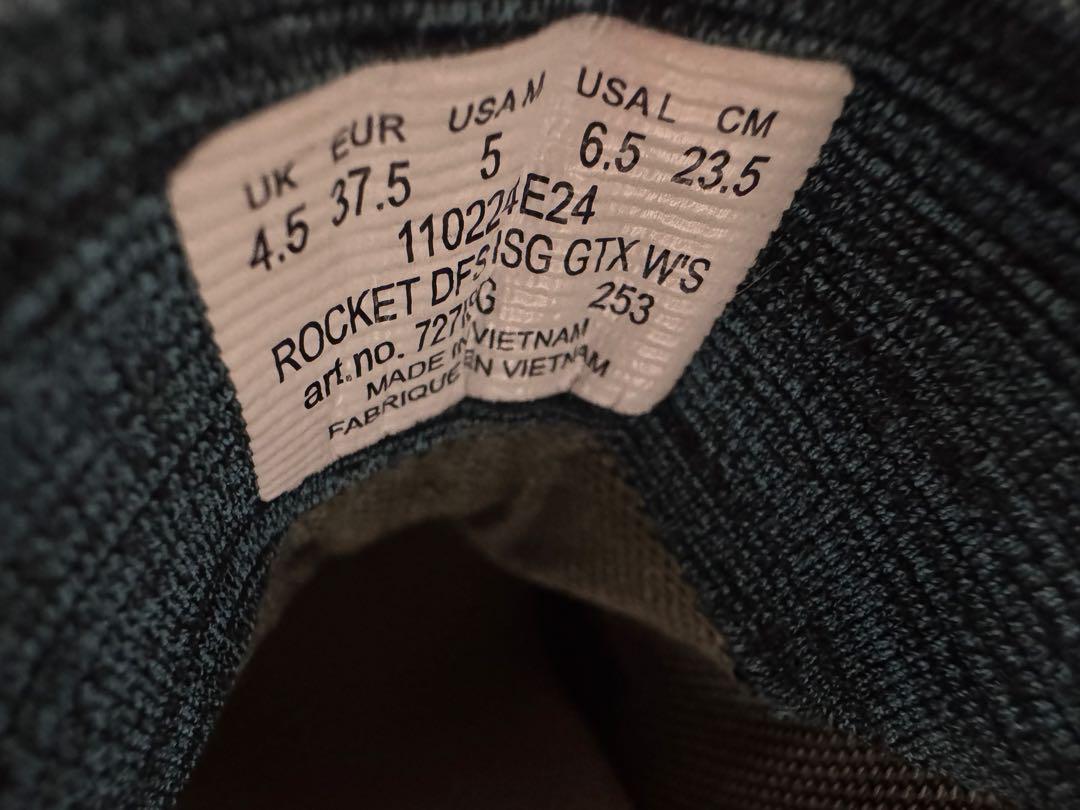 UK EUR USA M USA L CM
4.5 37.5 5 6.5 23.5
110224E24
ROCKET DFS ISG GTX W'S
art.no. 253
MADE IN VIETNAM
FABRIQUE EN VIETNAM